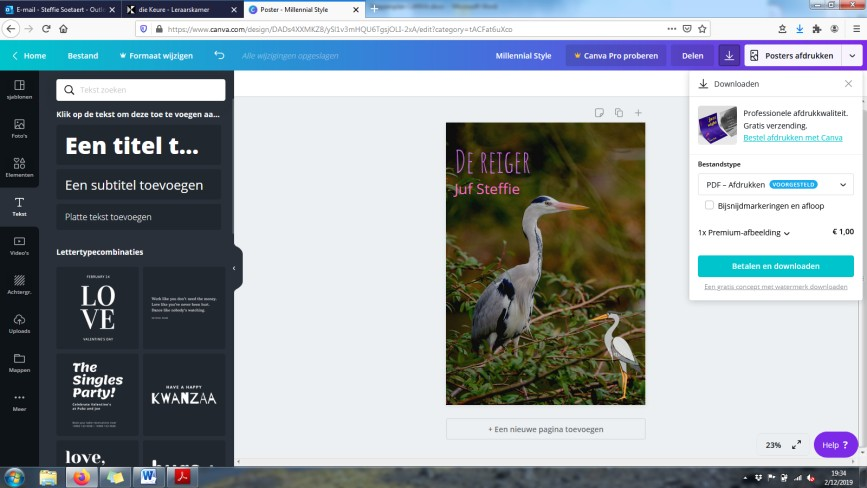 E-mail - Steffie Soetaert - Outl
die Keure - Leraarskamer
Poster - Millennial Style
https://www.canva.com/design/DADs4XXMKZ8/ySl1v3mHQU6TgsjOLI-2xA/edit?category=tACFat6uXco
Home
Bestand
Formaat wijzigen
Alle wijzigingen opgeslagen
Millennial Style
Canva Pro proberen
Delen
Posters afdrukken
sjablonen
Foto's
Elementen
Tekst
Video's
Achtergr.
Uploads
Mappen
Meer
Tekst zoeken
Klik op de tekst om deze toe te voegen aa...
Een titel t...
Een subtitel toevoegen
Platte tekst toevoegen
Lettertypecombinaties
FEBRUARY 14
LO
VE
VALENTINE'S DAY
Work like you don't need the money.
Love like you've never been hurt.
Dance like nobody's watching.
The
Singles
Party!
Celebrate Valentine's
at Pubs and Joe
HAVE A HAPPY
KWANZAA
love,
DE REIGER
Juf Steffie
+ Een nieuwe pagina toevoegen
Downloaden
Professionele afdrukkwaliteit.
Gratis verzending.
Bestel afdrukken met Canva
Bestandstype
PDF – Afdrukken VOORGESTELD
Bijsnijdmarkeringen en afloop
1x Premium-afbeelding
€ 1,00
Betalen en downloaden
Een gratis concept met watermerk downloaden
23%
Help ?
19:34
2/12/2019